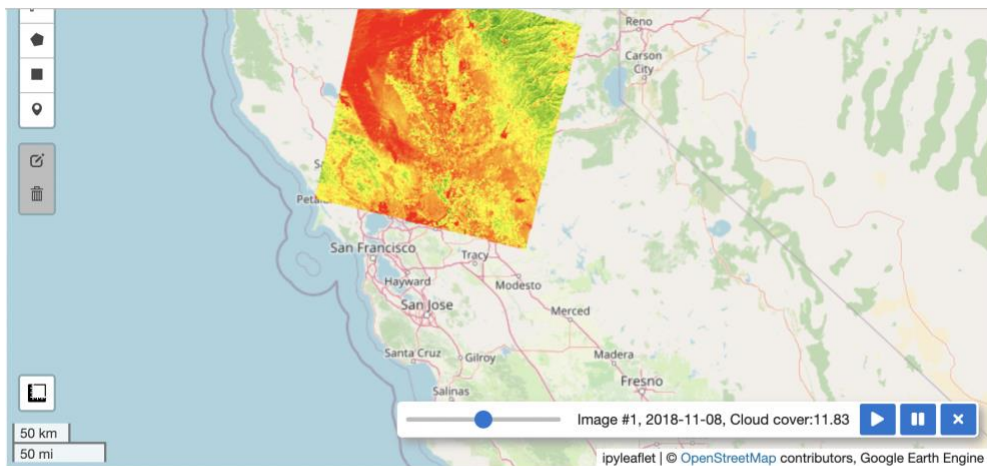 Reno
Carson
City
San Francisco
Tracy
Hayward
Modesto
San Jose
Merced
Santa Cruz
Gilroy
Madera
Salinas
Fresno
Image #1, 2018-11-08, Cloud cover:11.83
50 km
50 mi
ipyleaflet | © OpenStreetMap contributors, Google Earth Engine